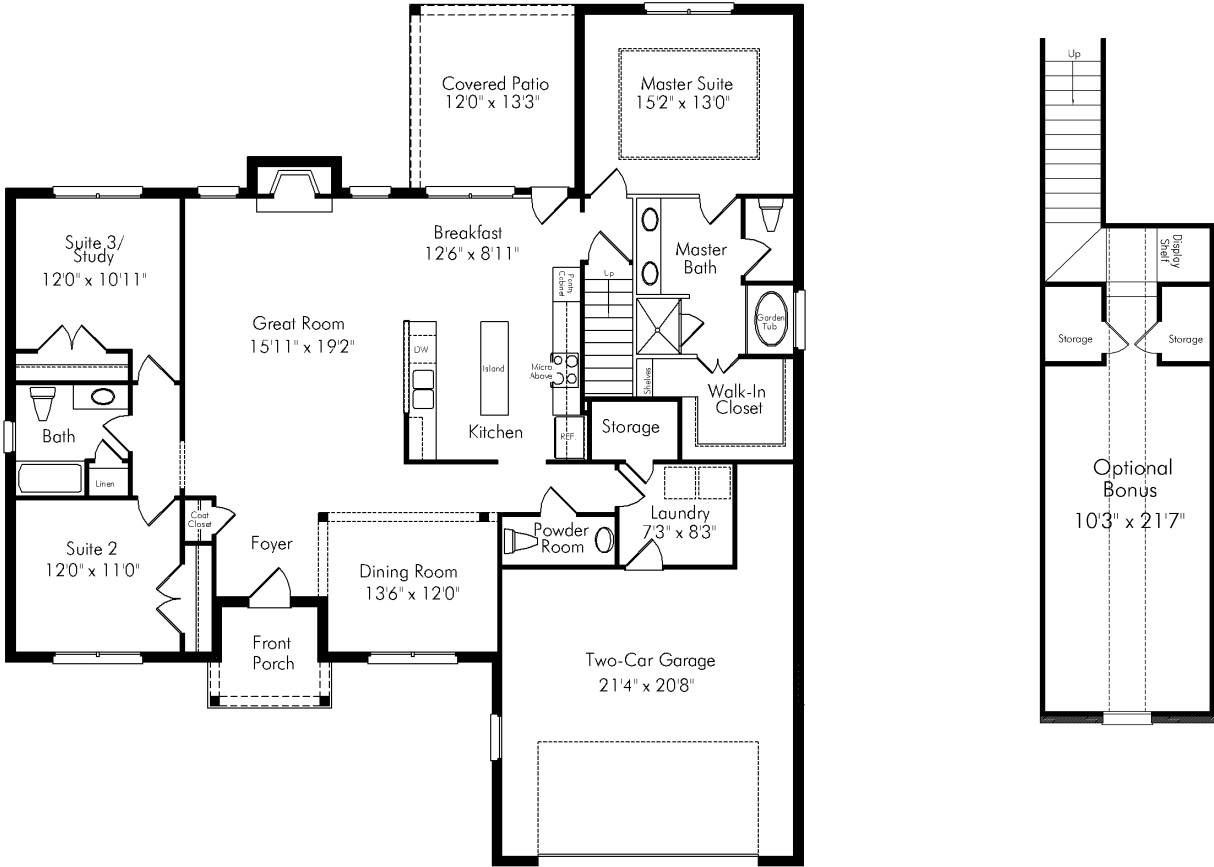 Covered Patio
12'0" x 13'3"
Master Suite
15'2" x 13'0"
Up
Suite 3/
Study
12'0" x 10'11"
Breakfast
12'6" x 8'11"
Master
Bath
Display
Shelf
Up
Pantry
Cabinet
Garden
Tub
Great Room
15'11" x 19'2"
DW
Island
Micro.
Above
Storage
Storage
Shelves
Walk-In
Closet
Bath
Kitchen
REF.
Storage
Linen
Coat
Closet
Optional
Bonus
10'3" x 21'7"
Laundry
7'3" x 8'3"
Powder
Room
Foyer
Suite 2
12'0" x 11'0"
Dining Room
13'6" x 12'0"
Front
Porch
Two-Car Garage
21'4" x 20'8"